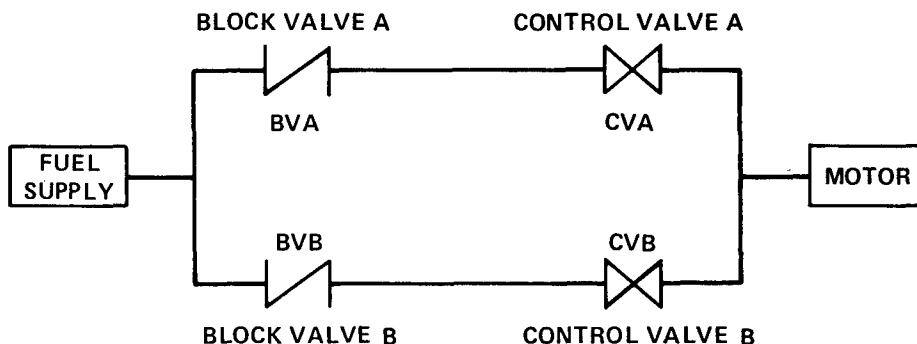 BLOCK VALVE A
CONTROL VALVE A
BVA
CVA
FUEL
SUPPLY
MOTOR
BVB
CVB
BLOCK VALVE B
CONTROL VALVE B